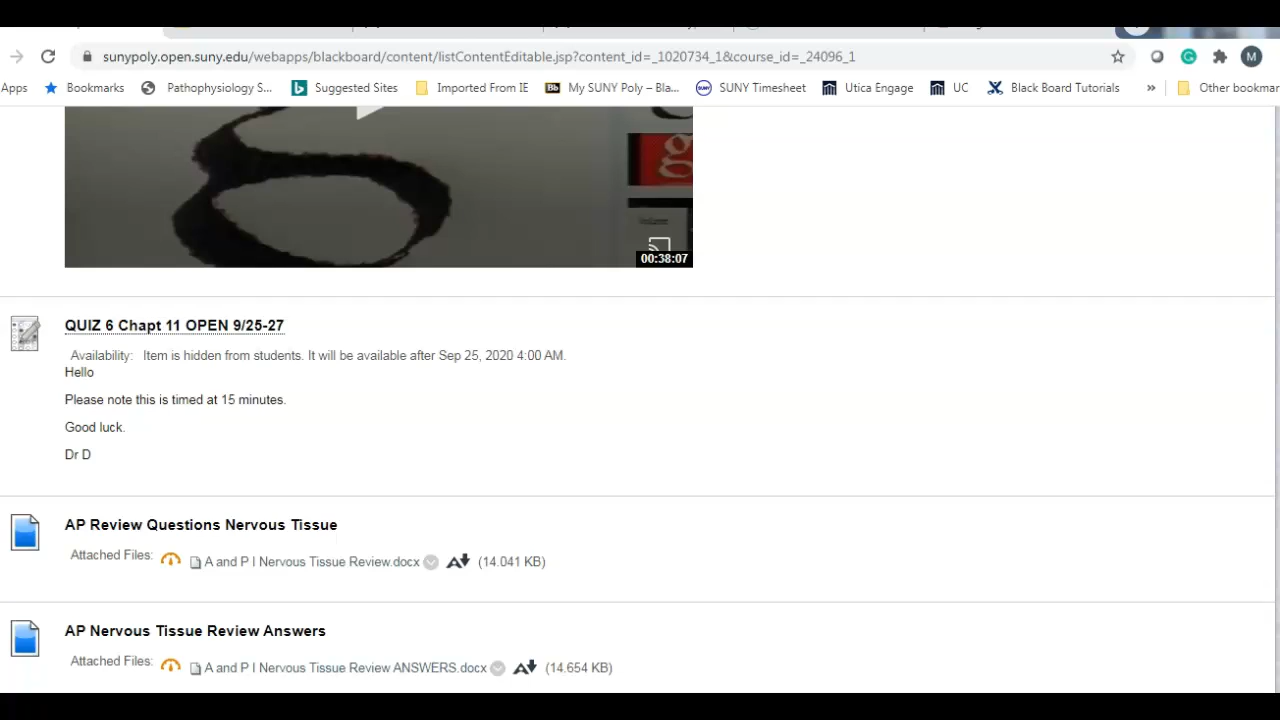 sunypoly.open.suny.edu/webapps/blackboard/content/listContentEditable.jsp?content_id=_1020734_1&course_id=_24096_1
M
Apps Bookmarks Pathophysiology S... Suggested Sites Imported From IE Bb My SUNY Poly – Bla... SUNY SUNY Timesheet Utica Engage UC Black Board Tutorials » Other bookmar
g
00:38:07
QUIZ 6 Chapt 11 OPEN 9/25-27
Availability: Item is hidden from students. It will be available after Sep 25, 2020 4:00 AM.
Hello
Please note this is timed at 15 minutes.
Good luck.
Dr D
AP Review Questions Nervous Tissue
Attached Files: A and P I Nervous Tissue Review.docx (14.041 KB)
AP Nervous Tissue Review Answers
Attached Files: A and P I Nervous Tissue Review ANSWERS.docx (14.654 KB)